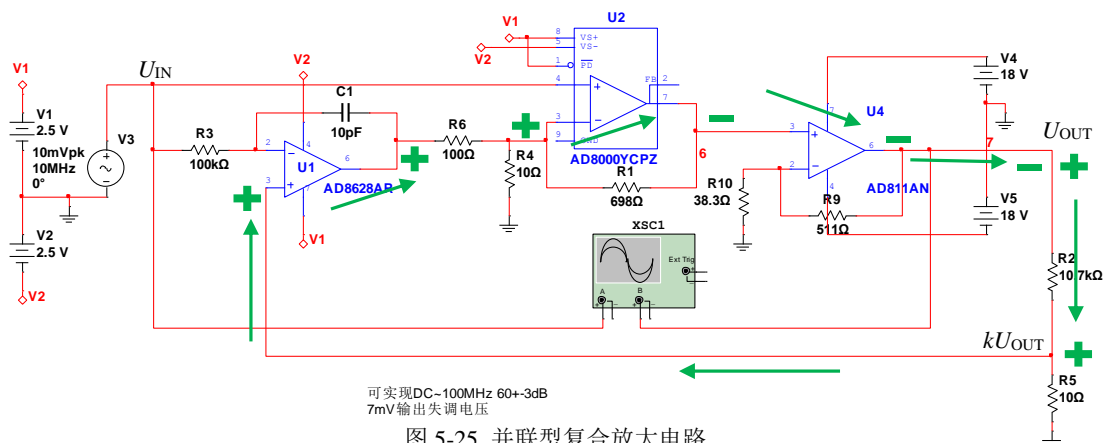 U2
V1
8
VS+
5
VS-
V2
1
PD
FB
2
4
7
3
9
GND
AD8000YCPZ
6
R1
698Ω
V1
V1
2.5 V
10mVpk
10MHz
0°
V3
V2
2.5 V
V2
UIN
R3
100kΩ
V2
C1
10pF
2
3
4
7
6
U1
AD8628AR
V1
R6
100Ω
R4
10Ω
U4
3
2
7
4
6
AD811AN
R10
38.3Ω
R9
511Ω
V4
18 V
7
V5
18 V
UOUT
R2
10.7kΩ
kUOUT
R5
10Ω
XSC1
Ext Trig
A
B
可实现DC~100MHz 60+-3dB
7mV输出失调电压
图 5-25 并联型复合放大电路